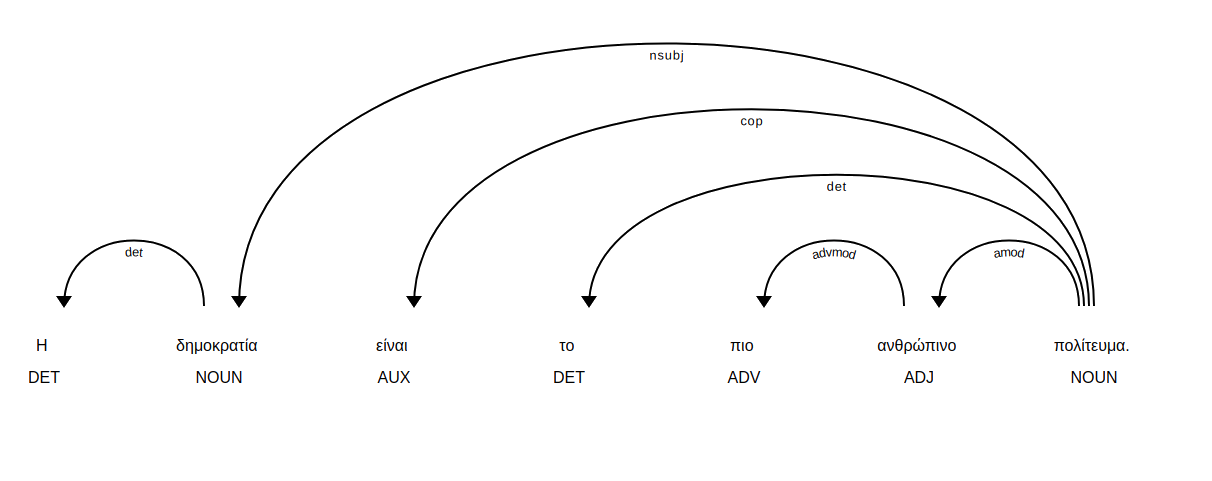 nsubj
cop
det
det advmod amod
Η δημοκρατία είναι το πιο ανθρώπινο πολίτευμα.
DET NOUN AUX DET ADV ADJ NOUN